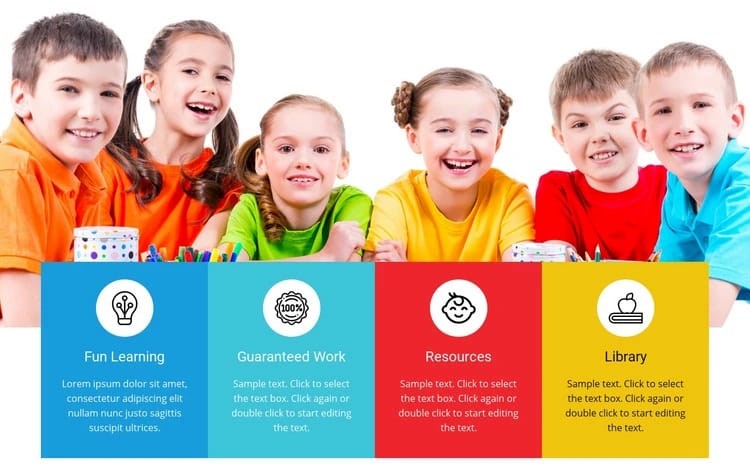 100%
Fun Learning
Lorem ipsum dolor sit amet,
consectetur adipiscing elit
nullam nunc justo sagittis
suscipit ultrices.
Guaranteed Work
Sample text. Click to select
the text box. Click again or
double click to start editing
the text.
Resources
Sample text. Click to select
the text box. Click again or
double click to start editing
the text.
Library
Sample text. Click to select
the text box. Click again or
double click to start editing
the text.